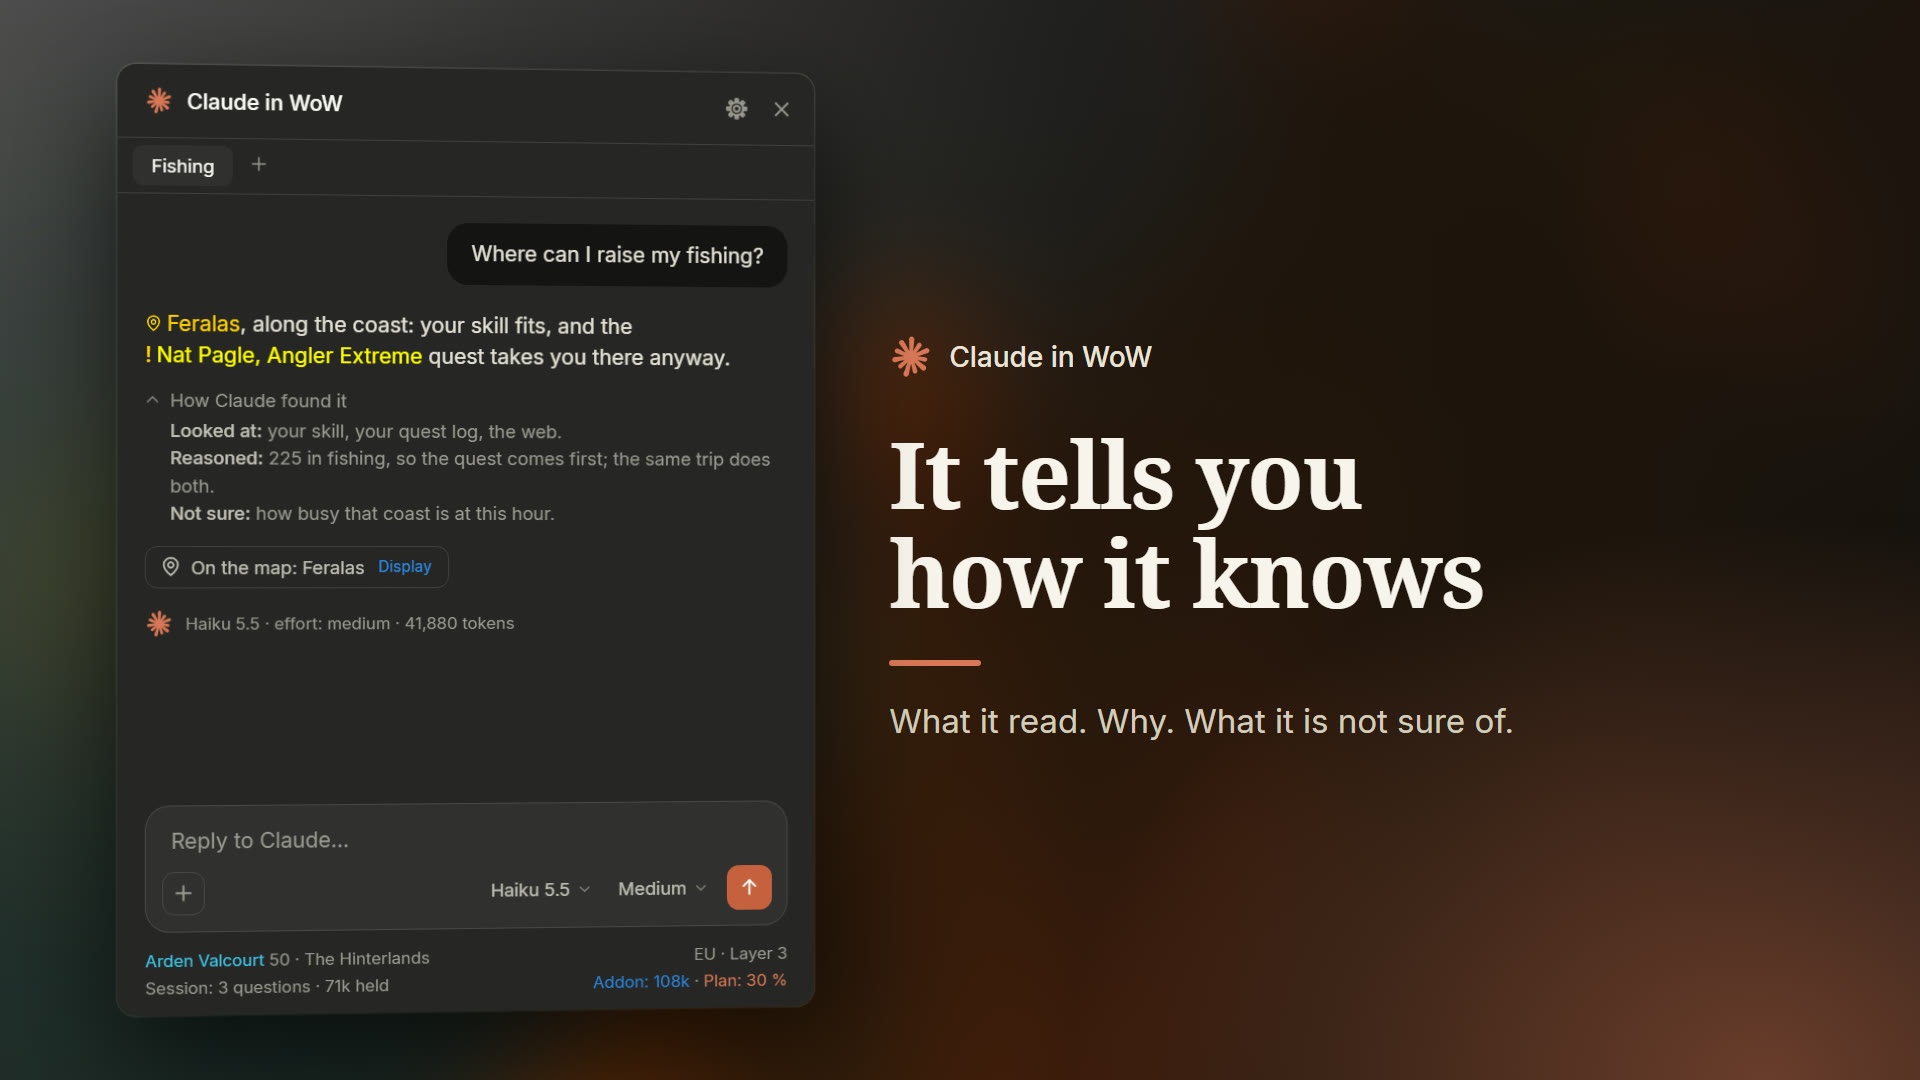 Claude in WoW
Fishing
Where can I raise my fishing?
Feralas, along the coast: your skill fits, and the
! Nat Pagle, Angler Extreme quest takes you there anyway.
How Claude found it
Looked at: your skill, your quest log, the web.
Reasoned: 225 in fishing, so the quest comes first; the same trip does
both.
Not sure: how busy that coast is at this hour.
On the map: Feralas Display
Haiku 5.5 · effort: medium · 41,880 tokens
Reply to Claude...
Haiku 5.5 Medium
Arden Valcourt 50 · The Hinterlands
EU · Layer 3
Session: 3 questions · 71k held
Addon: 108k · Plan: 30 %
Claude in WoW
It tells you
how it knows
What it read. Why. What it is not sure of.